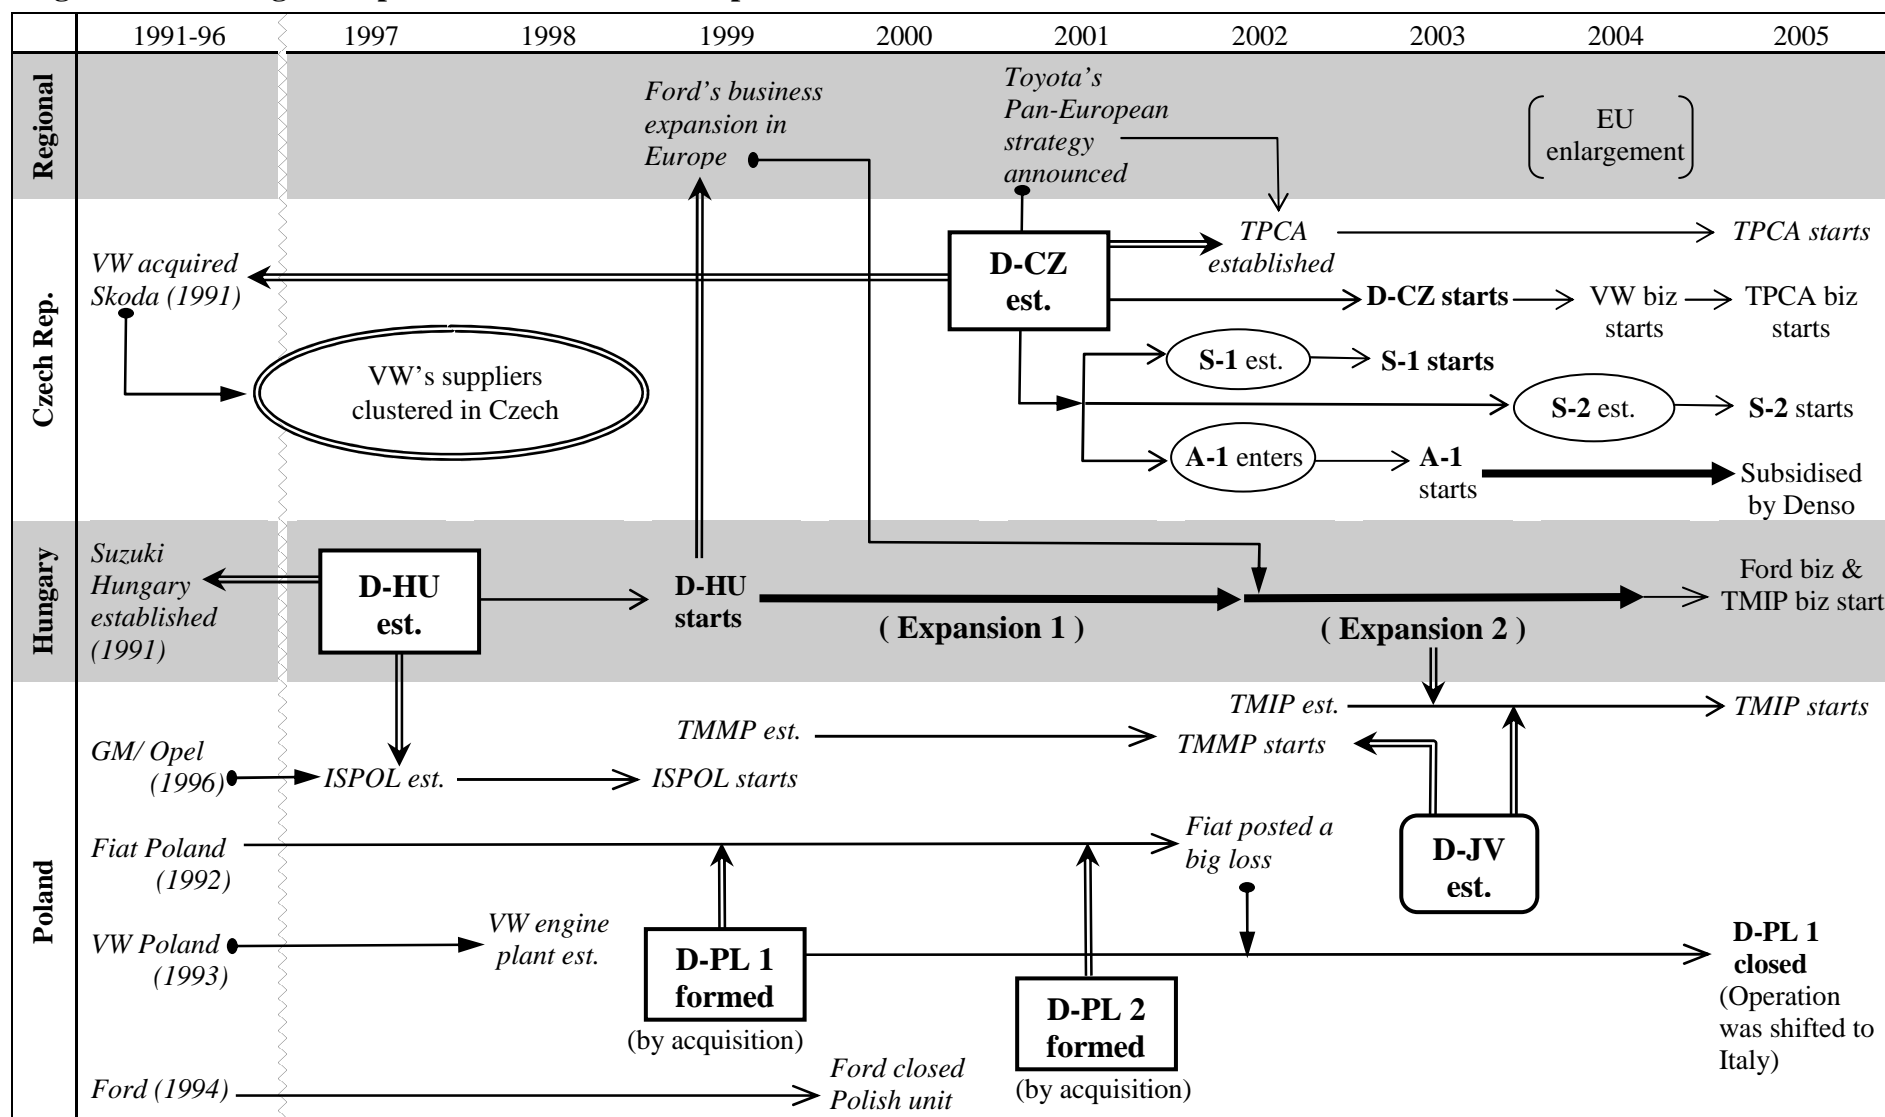 1991-96 1997 1998 1999 2000 2001 2002 2003 2004 2005
Regional
Ford's business
expansion in
Europe
Toyota's
Pan-European
strategy
announced
EU
enlargement
Czech Rep.
VW acquired
Skoda (1991)
VW's suppliers
clustered in Czech
D-CZ
est.
TPCA
established
TPCA starts
D-CZ starts
VW biz
starts
TPCA biz
starts
S-1 est.
S-1 starts
S-2 est.
S-2 starts
A-1 enters
A-1
starts
Subsidised
by Denso
Hungary
Suzuki
Hungary
established
(1991)
D-HU
est.
D-HU
starts
( Expansion 1 )
( Expansion 2 )
Ford biz &
TMIP biz start
Poland
TMIP est.
TMIP starts
TMMP est.
TMMP starts
GM/ Opel
(1996)
ISPOL est.
ISPOL starts
Fiat Poland
(1992)
Fiat posted a
big loss
D-JV
est.
VW Poland
(1993)
VW engine
plant est.
D-PL 1
formed
(by acquisition)
D-PL 2
formed
(by acquisition)
D-PL 1
closed
(Operation
was shifted to
Italy)
Ford (1994)
Ford closed
Polish unit